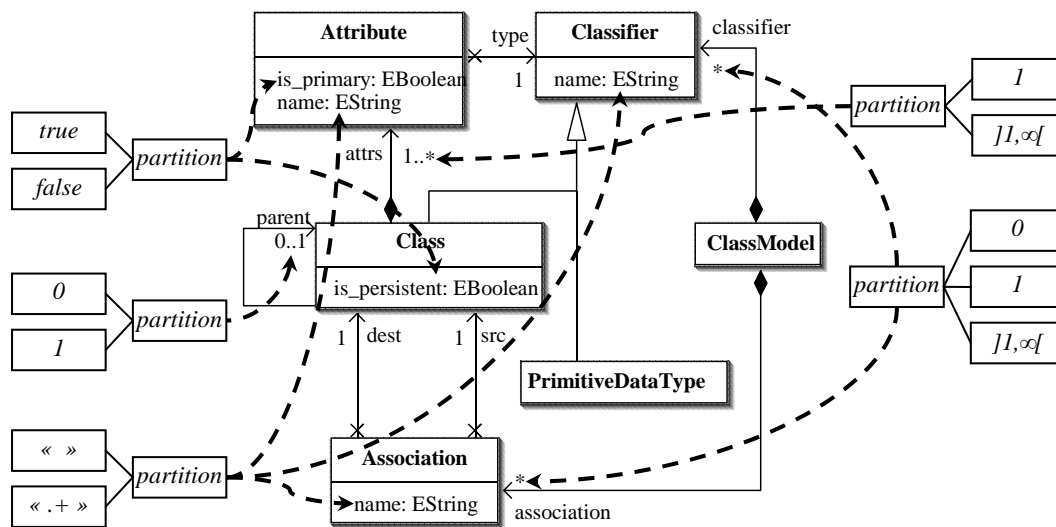 Attribute
is_primary: EBoolean
name: EString
type
1
Classifier
name: EString
classifier
*
partition
1
]1,∞[
true
false
partition
attrs
1..*
parent
0..1
Class
is_persistent: EBoolean
ClassModel
partition
0
1
]1,∞[
0
1
partition
1
dest
1
src
PrimitiveDataType
« »
« .+ »
partition
Association
name: EString
*
association